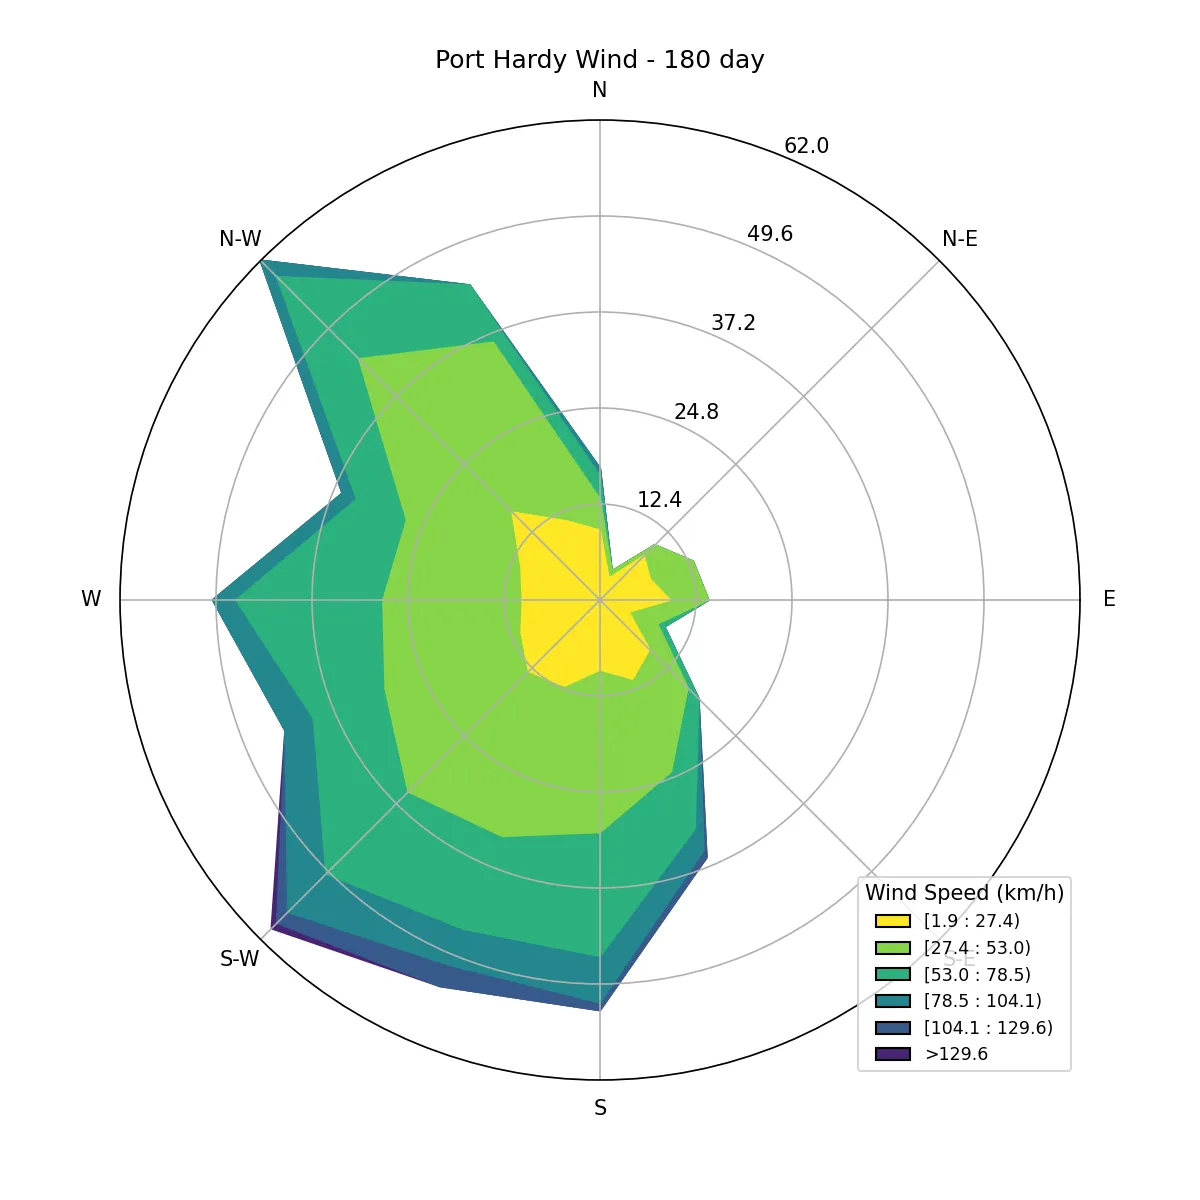 Port Hardy Wind - 180 day
N
62.0
49.6
N-W
N-E
37.2
24.8
12.4
W
E
S-W
S-E
S
Wind Speed (km/h)
[1.9 : 27.4)
[27.4 : 53.0)
[53.0 : 78.5)
[78.5 : 104.1)
[104.1 : 129.6)
>129.6